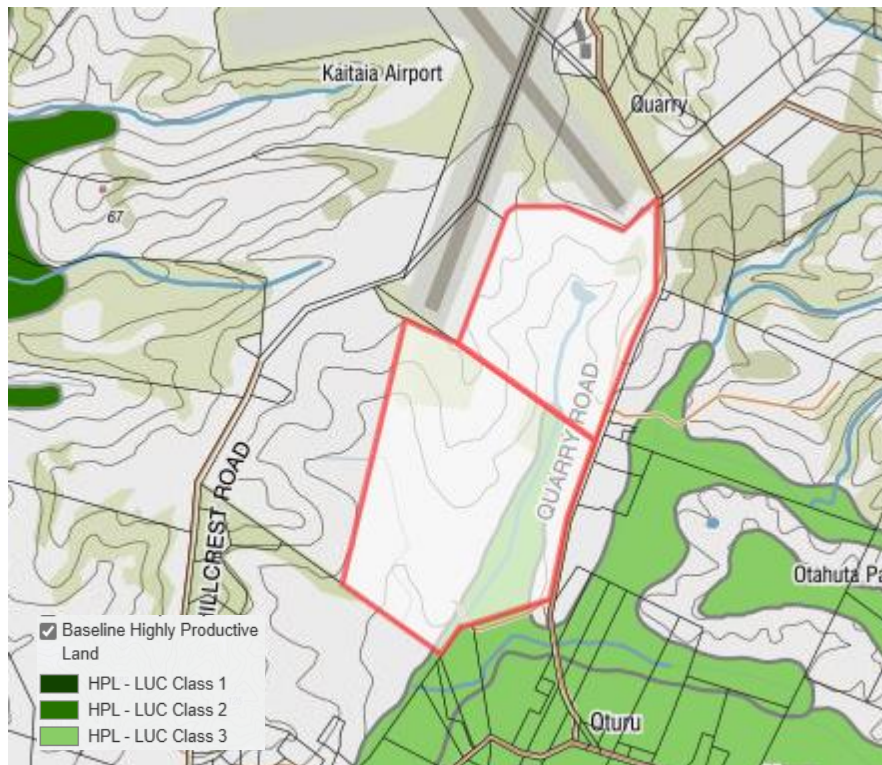 Kaitaia Airport
Quarry
67
QUARRY ROAD
HILLCREST ROAD
Otahuta Pa
Oturu
Baseline Highly Productive
Land
HPL - LUC Class 1
HPL - LUC Class 2
HPL - LUC Class 3